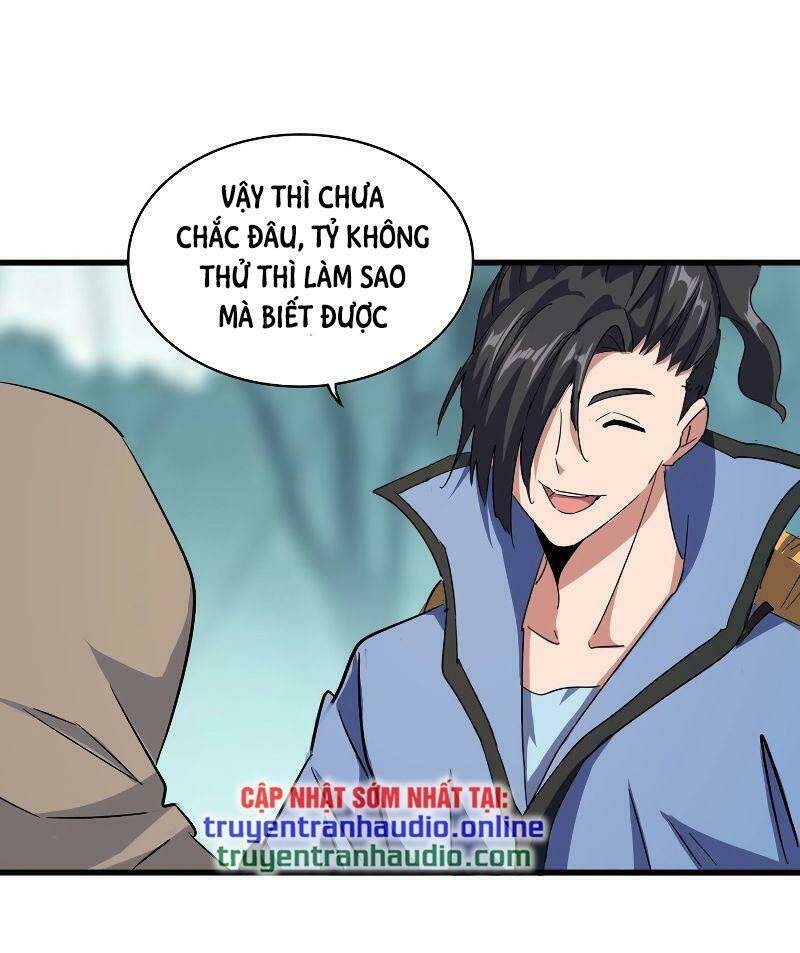 VẬY THÌ CHƯA
CHẮC ĐÂU, TỶ KHÔNG
THỬ THÌ LÀM SAO
MÀ BIẾT ĐƯỢC
CẬP NHẬT SỚM NHẤT TẠI:
truyentranhaudio.online
truyentranhaudio.com